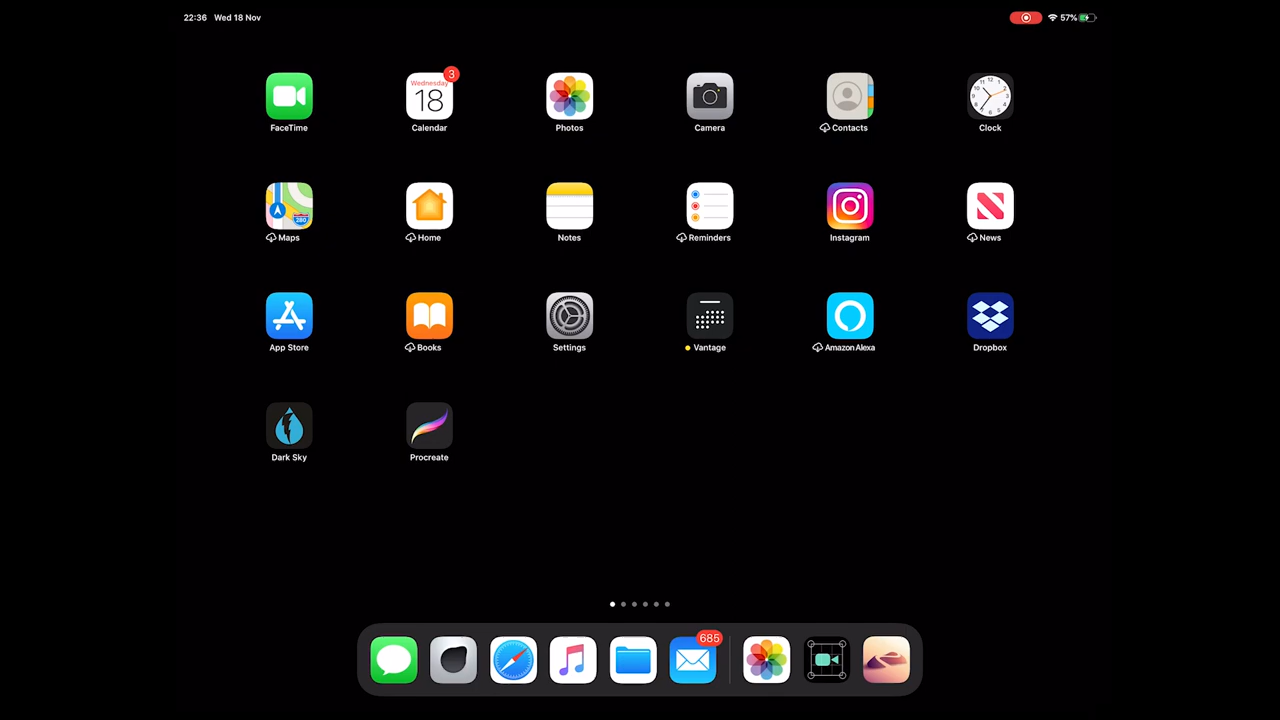 22:36 Wed 18 Nov 57%
3
Wednesday
18
FaceTime Calendar Photos Camera Contacts Clock
280
Maps Home Notes Reminders Instagram News
App Store Books Settings Vantage Amazon Alexa Dropbox
Dark Sky Procreate
685